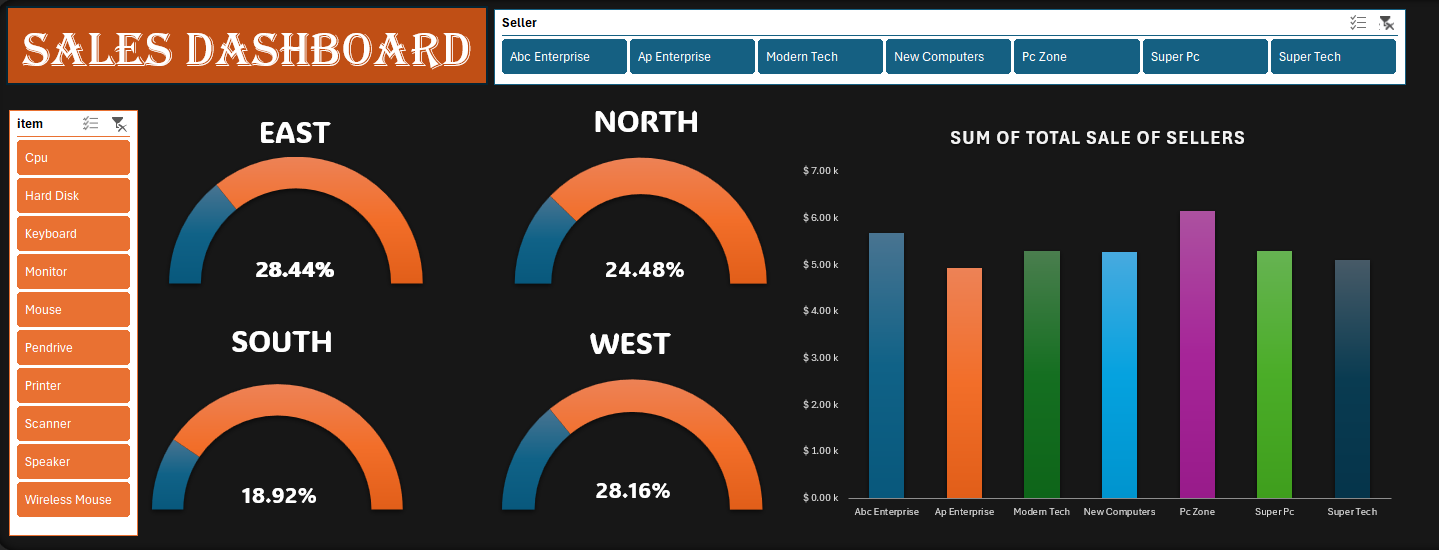 SALES DASHBOARD
Seller
Abc Enterprise
Ap Enterprise
Modern Tech
New Computers
Pc Zone
Super Pc
Super Tech
item
Cpu
Hard Disk
Keyboard
Monitor
Mouse
Pendrive
Printer
Scanner
Speaker
Wireless Mouse
EAST
28.44%
NORTH
24.48%
SOUTH
18.92%
WEST
28.16%
SUM OF TOTAL SALE OF SELLERS
$ 7.00 k
$ 6.00 k
$ 5.00 k
$ 4.00 k
$ 3.00 k
$ 2.00 k
$ 1.00 k
$ 0.00 k
Abc Enterprise
Ap Enterprise
Modern Tech
New Computers
Pc Zone
Super Pc
Super Tech